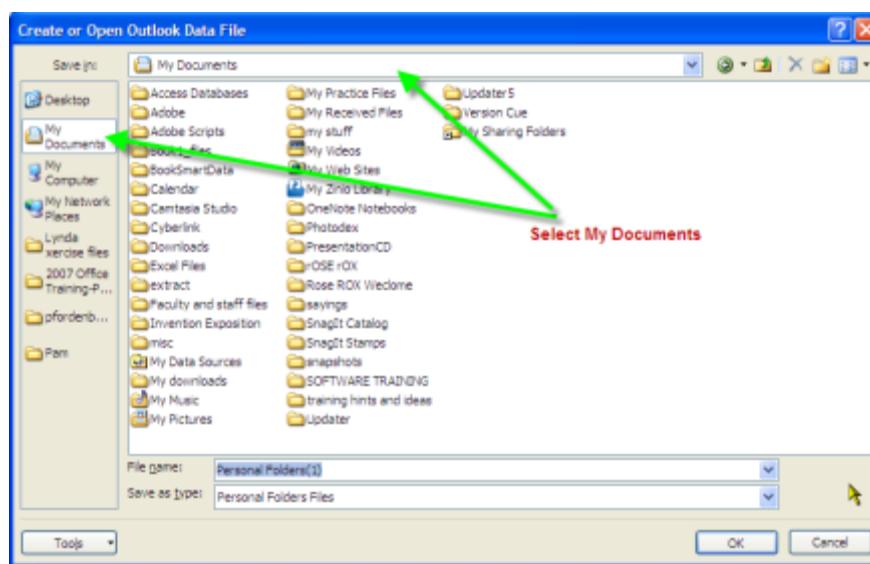 Create or Open Outlook Data File
Save in:
My Documents
Desktop
My
Documents
My
Computer
My Network
Places
Lynda
xercise files
2007 Office
Training-P...
pfordenb...
Pam
Access Databases
Adobe
Adobe Scripts
Book1_files
BookSmartData
Calendar
Camtasia Studio
Cyberlink
Downloads
Excel Files
extract
Faculty and staff files
Invention Exposition
misc
My Data Sources
My downloads
My Music
My Pictures
My Practice Files
My Received Files
my stuff
My Videos
My Web Sites
My Zinio Library
OneNote Notebooks
Photodex
PresentationCD
rOSE rOX
Rose ROX Weclome
sayings
SnagIt Catalog
SnagIt Stamps
snapshots
SOFTWARE TRAINING
training hints and ideas
Updater
Updater5
Version Cue
My Sharing Folders
Select My Documents
File name:
Personal Folders(1)
Save as type:
Personal Folders Files
Tools
OK
Cancel